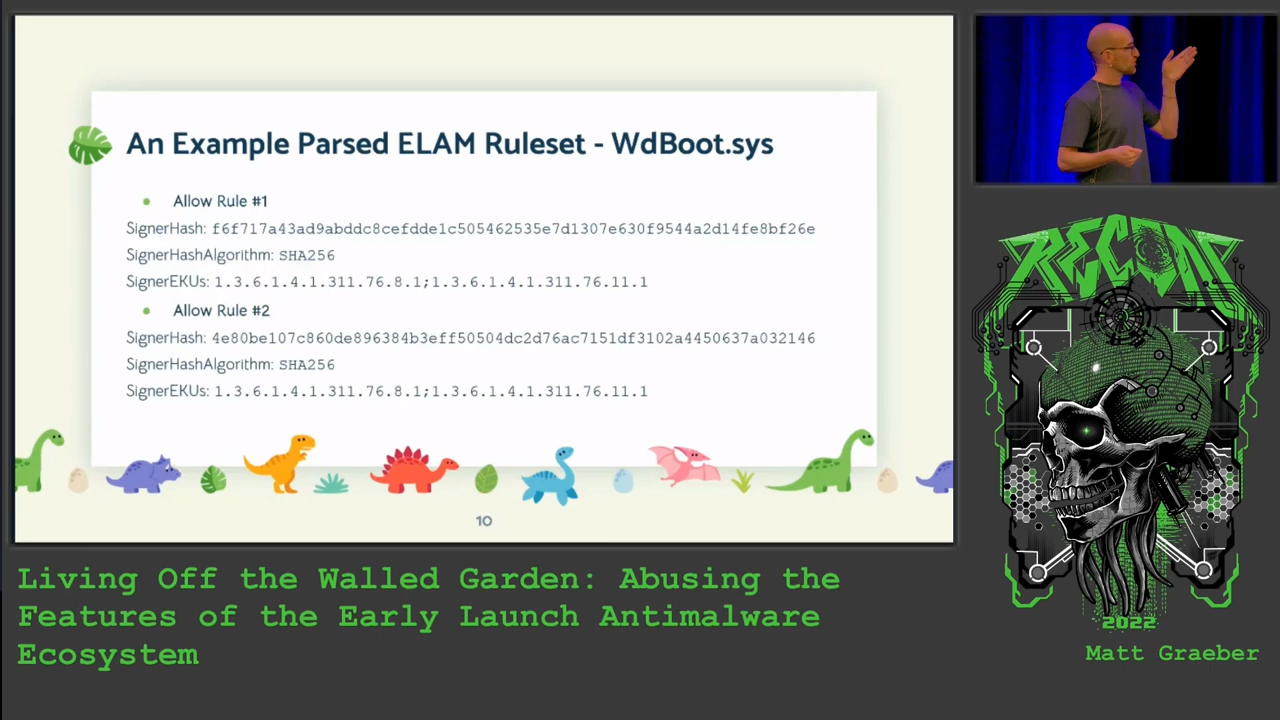 An Example Parsed ELAM Ruleset - WdBoot.sys
Allow Rule #1
SignerHash: f6f717a43ad9abddc8cefdde1c505462535e7d1307e630f9544a2d14fe8bf26e
SignerHashAlgorithm: SHA256
SignerEKUs: 1.3.6.1.4.1.311.76.8.1;1.3.6.1.4.1.311.76.11.1
Allow Rule #2
SignerHash: 4e80be107c860de896384b3eff50504dc2d76ac7151df3102a4450637a032146
SignerHashAlgorithm: SHA256
SignerEKUs: 1.3.6.1.4.1.311.76.8.1;1.3.6.1.4.1.311.76.11.1
10
RECON
2022
Living Off the Walled Garden: Abusing the
Features of the Early Launch Antimalware
Ecosystem
Matt Graeber